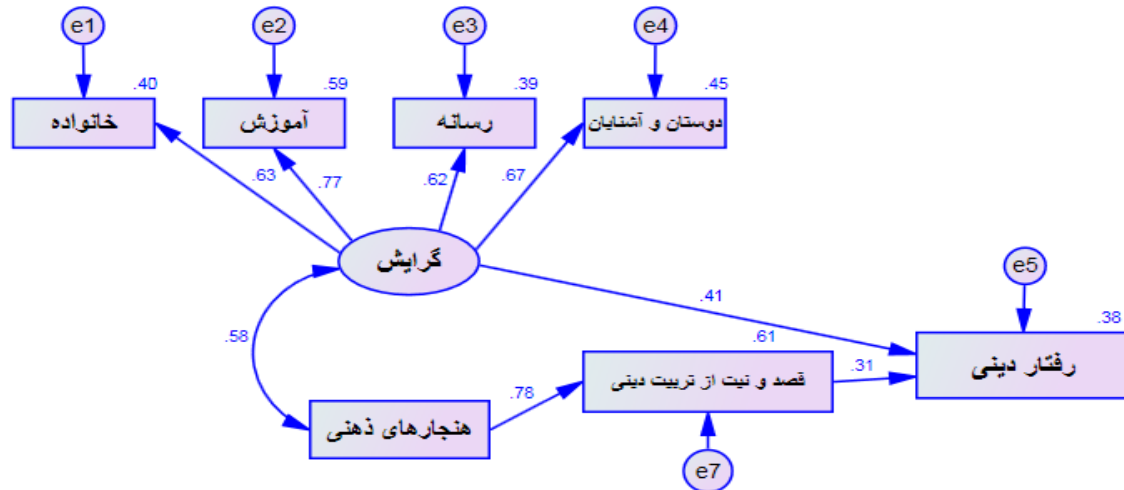 e1
e2
e3
e4
.40
.59
.39
.45
خانواده
آموزش
رسانه
دوستان و آشنایان
.63
.77
.62
.67
گرایش
e5
.41
.38
.58
.61
رفتار دینی
قصد و نیت از تربیت دینی
.31
.78
هنجارهای ذهنی
e7